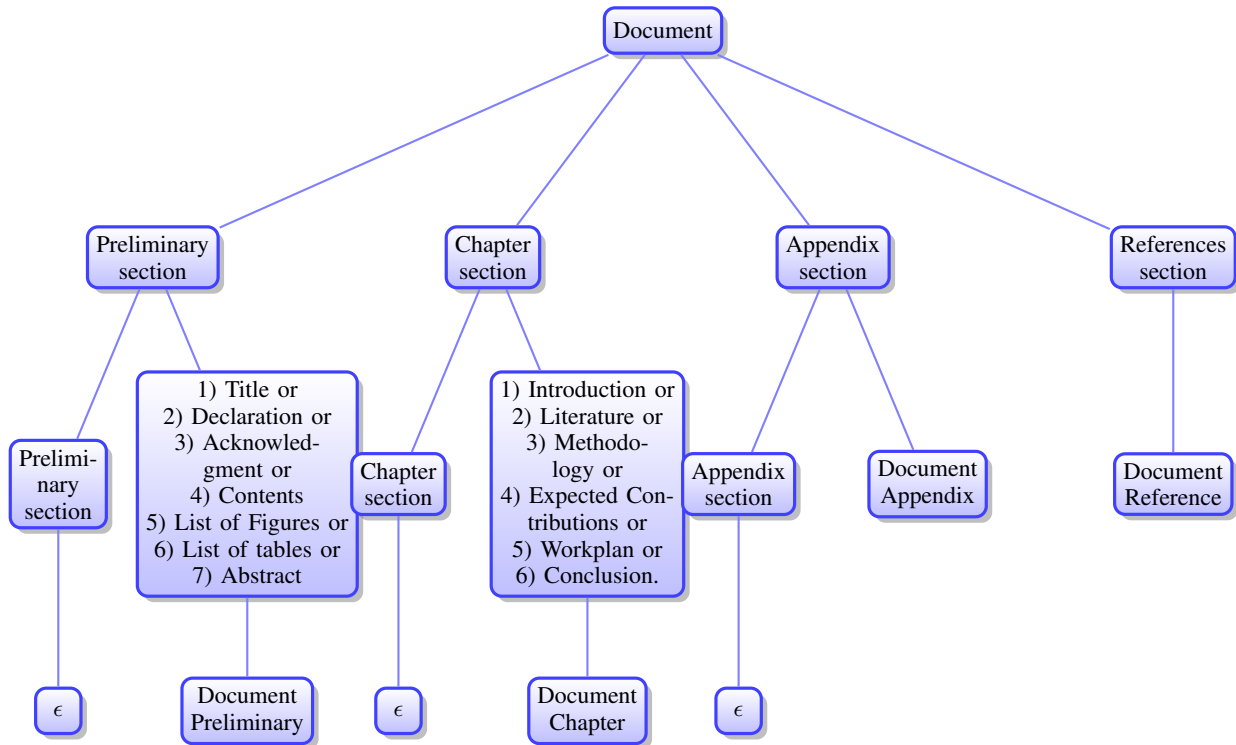 Document
Preliminary
section
Chapter
section
Appendix
section
References
section
Prelimi-
nary
section
1) Title or
2) Declaration or
3) Acknowled-
gment or
4) Contents
5) List of Figures or
6) List of tables or
7) Abstract
Chapter
section
1) Introduction or
2) Literature or
3) Methodo-
logy or
4) Expected Con-
tributions or
5) Workplan or
6) Conclusion.
Appendix
section
Document
Appendix
Document
Reference
ϵ
Document
Preliminary
ϵ
Document
Chapter
ϵ